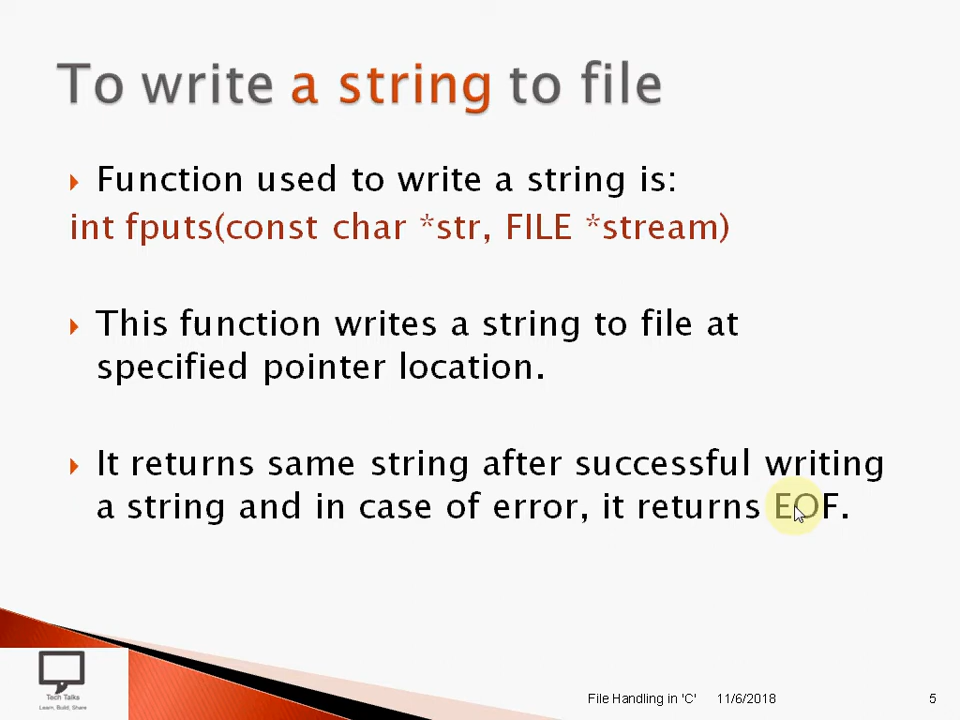 To write a string to file
Function used to write a string is:
int fputs(const char *str, FILE *stream)
This function writes a string to file at
specified pointer location.
It returns same string after successful writing
a string and in case of error, it returns EOF.
Tech Talks
Learn, Build, Share
File Handling in 'C' 11/6/2018 5